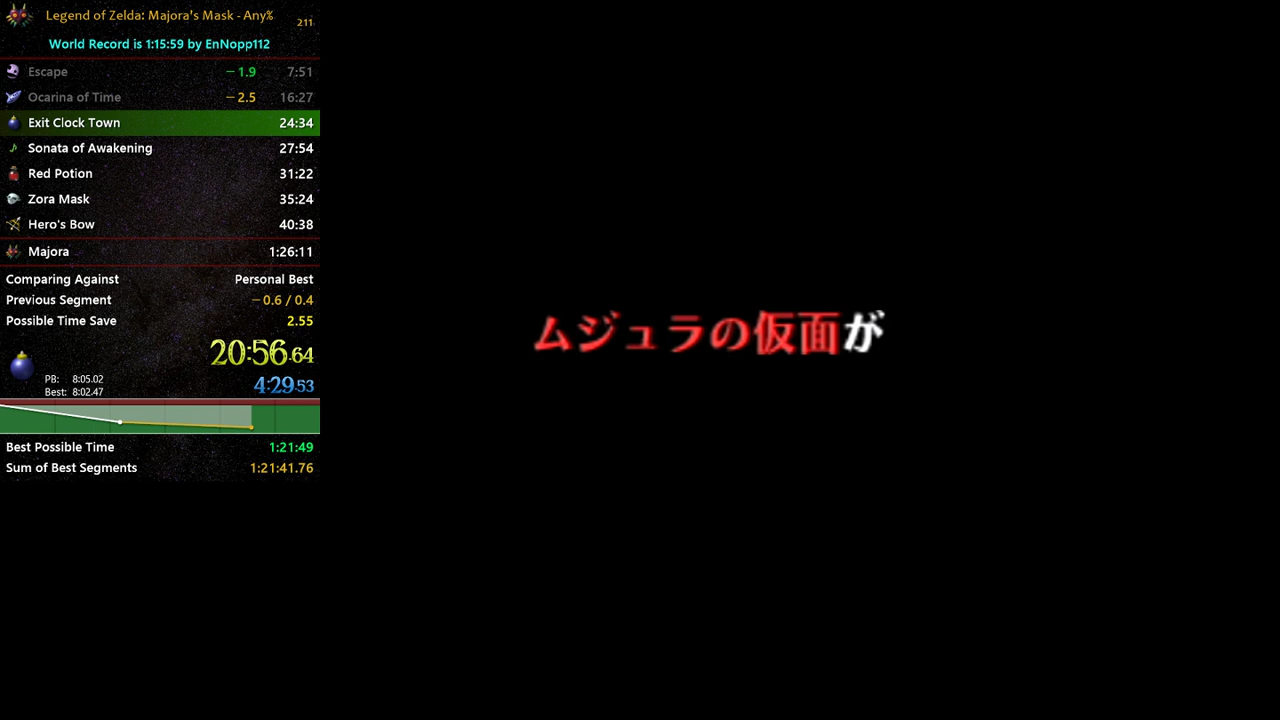 Legend of Zelda: Majora's Mask - Any%
211
World Record is 1:15:59 by EnNopp112
Escape −1.9 7:51
Ocarina of Time −2.5 16:27
Exit Clock Town 24:34
Sonata of Awakening 27:54
Red Potion 31:22
Zora Mask 35:24
Hero's Bow 40:38
Majora 1:26:11
Comparing Against Personal Best
Previous Segment −0.6 / 0.4
Possible Time Save 2.55
20:56.64
PB: 8:05.02
4:29.53
Best: 8:02.47
Best Possible Time 1:21:49
Sum of Best Segments 1:21:41.76
ムジュラの仮面が